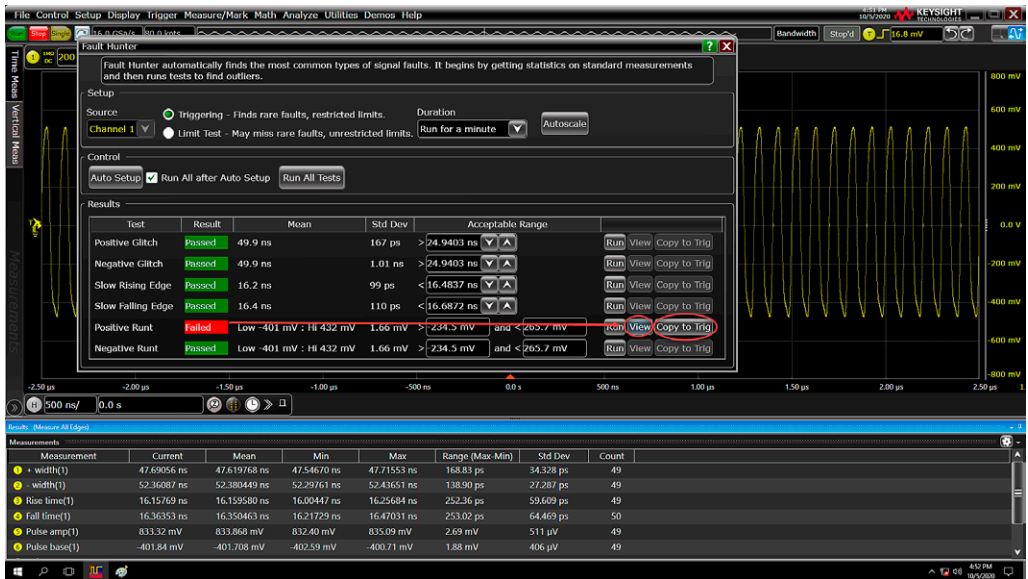 File Control Setup Display Trigger Measure/Mark Math Analyze Utilities Demos Help
4:51 PM
10/5/2020
KEYSIGHT
TECHNOLOGIES
Stop Single 16.0 GSa/s 80.0 kpts
Bandwidth Stop'd T 16.8 mV
1 1MΩ DC 200
Time Meas
Vertical Meas
Measurements
Fault Hunter ? X
Fault Hunter automatically finds the most common types of signal faults. It begins by getting statistics on standard measurements
and then runs tests to find outliers.
Setup
Source
Channel 1
Triggering - Finds rare faults, restricted limits.
Limit Test - May miss rare faults, unrestricted limits.
Duration
Run for a minute
Autoscale
Control
Auto Setup Run All after Auto Setup Run All Tests
Results
Test Result Mean Std Dev Acceptable Range
Positive Glitch Passed 49.9 ns 167 ps > 24.9403 ns Run View Copy to Trig
Negative Glitch Passed 49.9 ns 1.01 ns > 24.9403 ns Run View Copy to Trig
Slow Rising Edge Passed 16.2 ns 99 ps < 16.4837 ns Run View Copy to Trig
Slow Falling Edge Passed 16.4 ns 110 ps < 16.6872 ns Run View Copy to Trig
Positive Runt Failed Low -401 mV : Hi 432 mV 1.66 mV > -234.5 mV and < 265.7 mV Run View Copy to Trig
Negative Runt Passed Low -401 mV : Hi 432 mV 1.66 mV > -234.5 mV and < 265.7 mV Run View Copy to Trig
800 mV
600 mV
400 mV
200 mV
0.0 V
-200 mV
-400 mV
-600 mV
-800 mV
-2.50 µs -2.00 µs -1.50 µs -1.00 µs -500 ns 0.0 s 500 ns 1.00 µs 1.50 µs 2.00 µs 2.50 µs 1.
H 500 ns/ 0.0 s
Results (Measure All Edges)
Measurements
Measurement Current Mean Min Max Range (Max-Min) Std Dev Count
1 + width(1) 47.69056 ns 47.619768 ns 47.54670 ns 47.71553 ns 168.83 ps 34.328 ps 49
2 - width(1) 52.36087 ns 52.380449 ns 52.29761 ns 52.43651 ns 138.90 ps 27.287 ps 49
3 Rise time(1) 16.15769 ns 16.159580 ns 16.00447 ns 16.25684 ns 252.36 ps 59.609 ps 49
4 Fall time(1) 16.36353 ns 16.350463 ns 16.21729 ns 16.47031 ns 253.02 ps 64.469 ps 50
5 Pulse amp(1) 833.32 mV 833.868 mV 832.40 mV 835.09 mV 2.69 mV 511 µV 49
6 Pulse base(1) -401.84 mV -401.708 mV -402.59 mV -400.71 mV 1.88 mV 406 µV 49
4:52 PM
10/5/2020